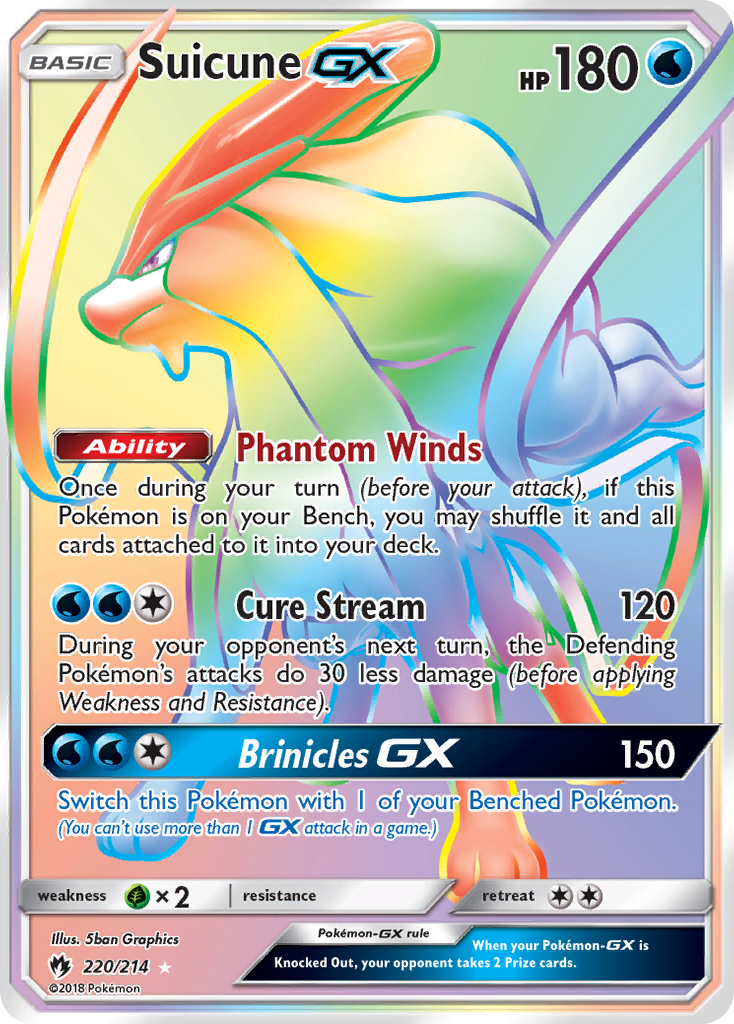 BASIC Suicune GX HP 180
Ability Phantom Winds
Once during your turn (before your attack), if this
Pokémon is on your Bench, you may shuffle it and all
cards attached to it into your deck.
Cure Stream 120
During your opponent's next turn, the Defending
Pokémon's attacks do 30 less damage (before applying
Weakness and Resistance).
Brinicles GX 150
Switch this Pokémon with 1 of your Benched Pokémon.
(You can't use more than 1 GX attack in a game.)
weakness ×2 resistance retreat
Illus. 5ban Graphics
220/214
©2018 Pokémon
Pokémon-GX rule
When your Pokémon-GX is
Knocked Out, your opponent takes 2 Prize cards.